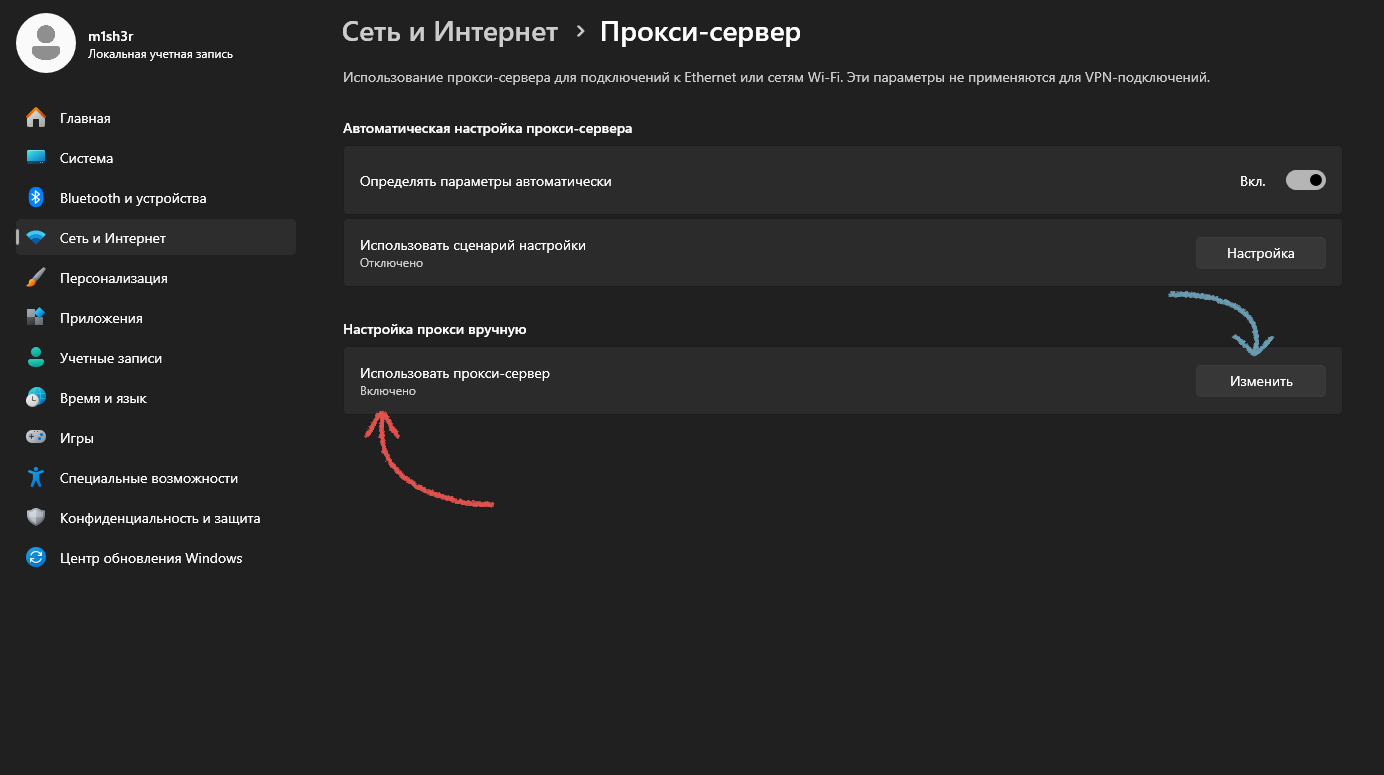 m1sh3r
Локальная учетная запись
Главная
Система
Bluetooth и устройства
Сеть и Интернет
Персонализация
Приложения
Учетные записи
Время и язык
Игры
Специальные возможности
Конфиденциальность и защита
Центр обновления Windows
Сеть и Интернет > Прокси-сервер
Использование прокси-сервера для подключений к Ethernet или сетям Wi-Fi. Эти параметры не применяются для VPN-подключений.
Автоматическая настройка прокси-сервера
Определять параметры автоматически Вкл.
Использовать сценарий настройки
Отключено
Настройка
Настройка прокси вручную
Использовать прокси-сервер
Включено
Изменить